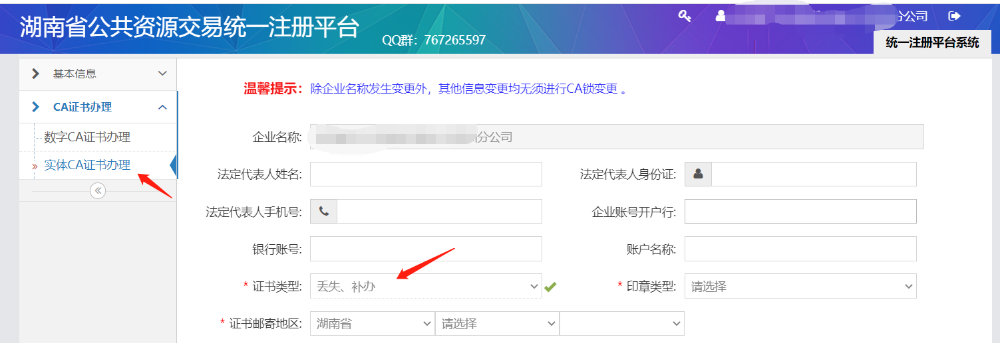 湖南省公共资源交易统一注册平台
QQ群：767265597
分公司
统一注册平台系统
基本信息
CA证书办理
数字CA证书办理
实体CA证书办理
温馨提示：除企业名称发生变更外，其他信息变更均无须进行CA锁变更 。
企业名称: 分公司
法定代表人姓名: 法定代表人身份证:
法定代表人手机号: 企业账号开户行:
银行账号: 账户名称:
* 证书类型: 丢失、补办 * 印章类型: 请选择
* 证书邮寄地区: 湖南省 请选择